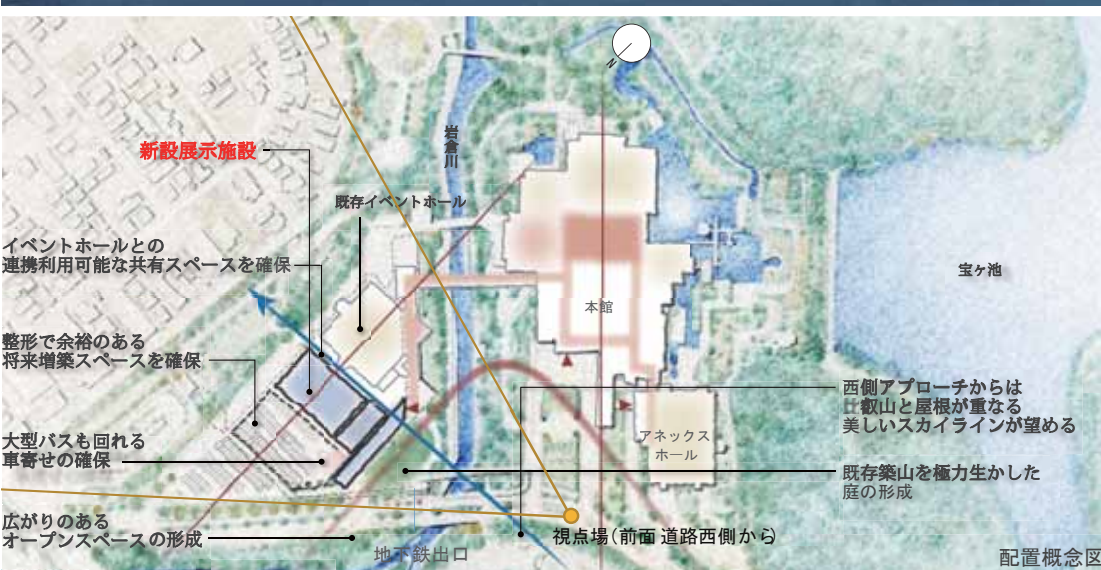 N
岩倉川
新設展示施設
既存イベントホール
イベントホールとの
連携利用可能な共有スペースを確保
宝ヶ池
本館
整形で余裕のある
将来増築スペースを確保
西側アプローチからは
比叡山と屋根が重なる
美しいスカイラインが望める
アネックス
ホール
大型バスも回れる
車寄せの確保
既存築山を極力生かした
庭の形成
広がりのある
オープンスペースの形成
視点場(前面道路西側から)
地下鉄出口
配置概念図